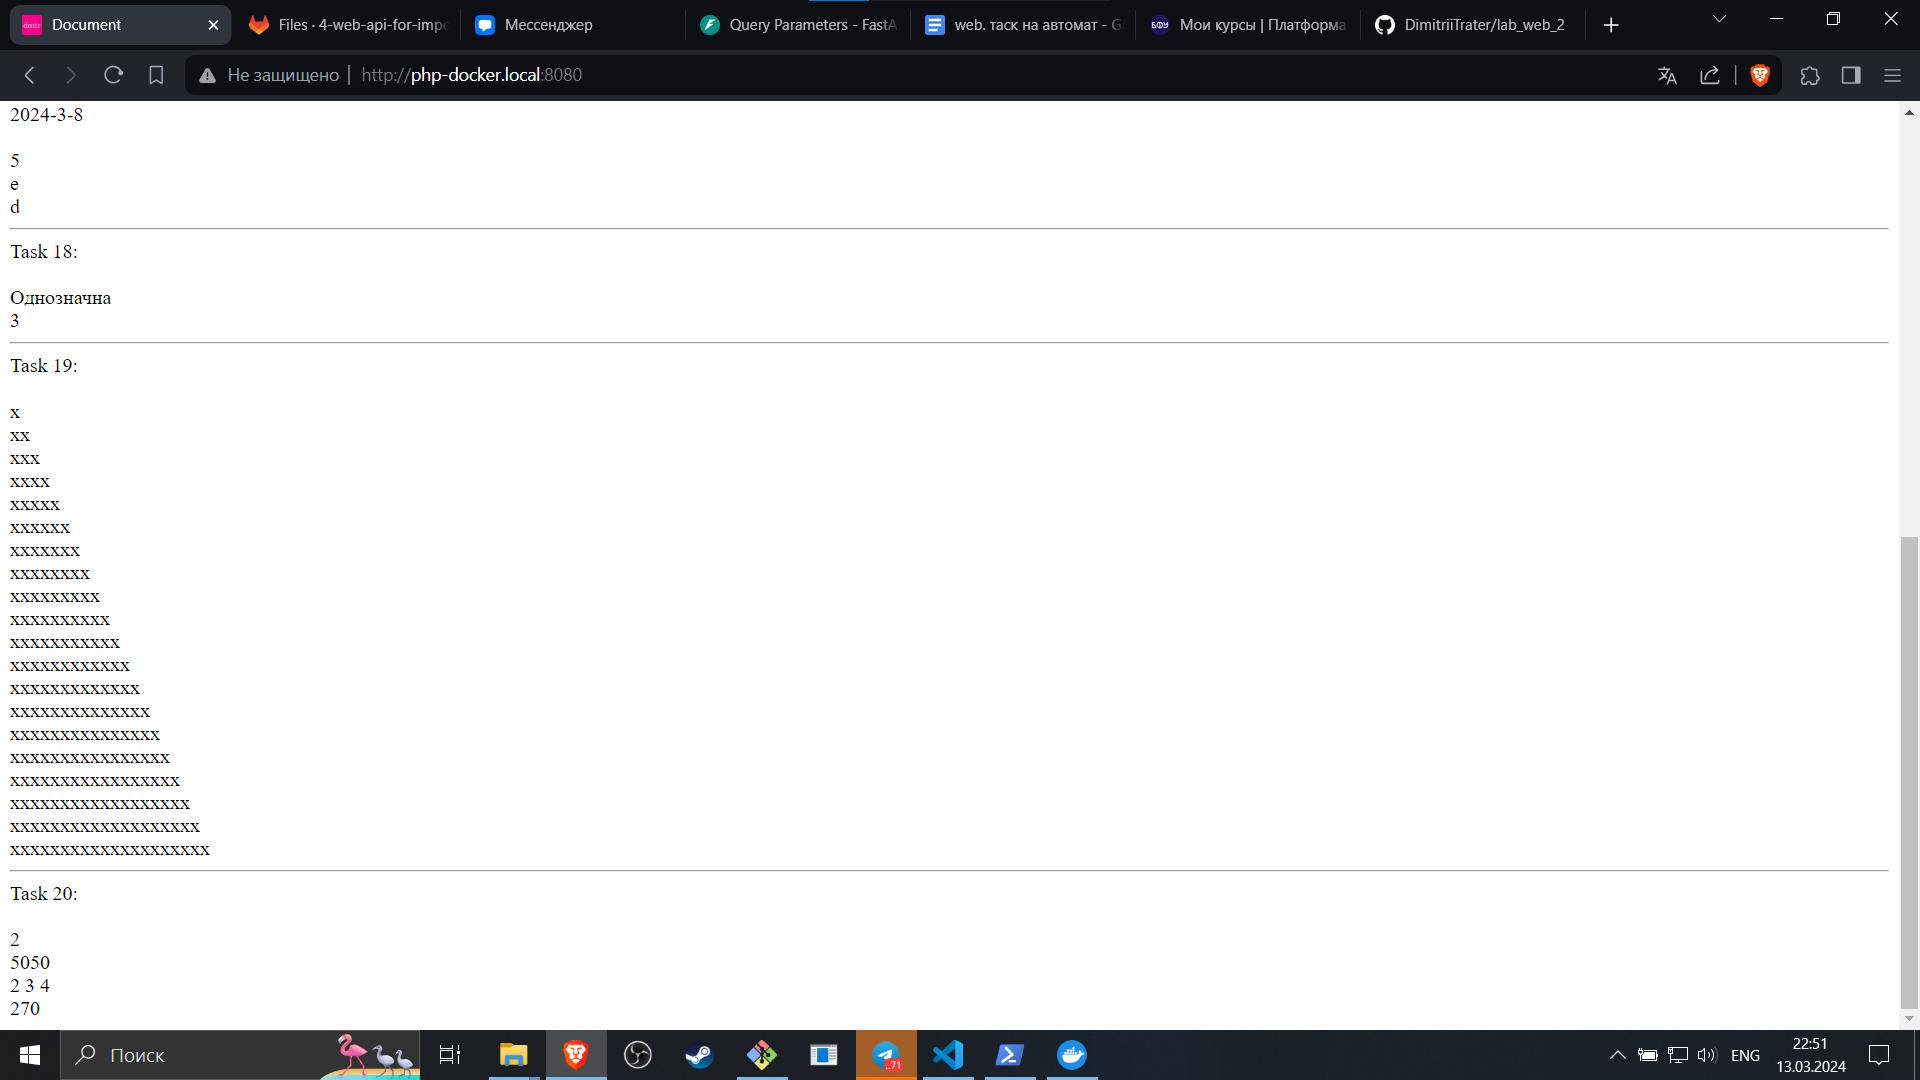 dmtr
Document
Files · 4-web-api-for-impo
Мессенджер
Query Parameters - FastA
web. таск на автомат - G
БФУ
Мои курсы | Платформа
DimitriiTrater/lab_web_2
Не защищено
http://php-docker.local:8080
2024-3-8
5
e
d
Task 18:
Однозначна
3
Task 19:
x
xx
xxx
xxxx
xxxxx
xxxxxx
xxxxxxx
xxxxxxxx
xxxxxxxxx
xxxxxxxxxx
xxxxxxxxxxx
xxxxxxxxxxxx
xxxxxxxxxxxxx
xxxxxxxxxxxxxx
xxxxxxxxxxxxxxx
xxxxxxxxxxxxxxxx
xxxxxxxxxxxxxxxxx
xxxxxxxxxxxxxxxxxx
xxxxxxxxxxxxxxxxxxx
xxxxxxxxxxxxxxxxxxxx
Task 20:
2
5050
2 3 4
270
Поиск
..71
ENG
22:51
13.03.2024